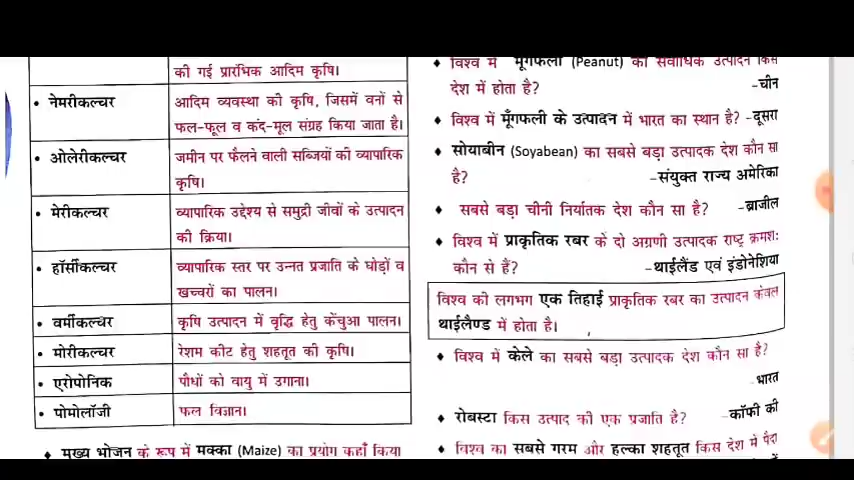 की गई प्रारंभिक आदिम कृषि।
• नेमरीकल्चर
आदिम व्यवस्था की कृषि, जिसमें वनों से
फल-फूल व कंद-मूल संग्रह किया जाता है।
• ओलेरीकल्चर
जमीन पर फैलने वाली सब्जियों की व्यापारिक
कृषि।
• मेरीकल्चर
व्यापारिक उद्देश्य से समुद्री जीवों के उत्पादन
की क्रिया।
• हॉर्सीकल्चर
व्यापारिक स्तर पर उन्नत प्रजाति के घोड़ों व
खच्चरों का पालन।
• वर्मीकल्चर
कृषि उत्पादन में वृद्धि हेतु केंचुआ पालन।
• मोरीकल्चर
रेशम कीट हेतु शहतूत की कृषि।
• एरोपोनिक
पौधों को वायु में उगाना।
• पोमोलॉजी
फल विज्ञान।
♦ मुख्य भोजन के रूप में मक्का (Maize) का प्रयोग कहाँ किया
♦ विश्व में मूंगफली (Peanut) का सर्वाधिक उत्पादन किस
देश में होता है?
–चीन
♦ विश्व में मूँगफली के उत्पादन में भारत का स्थान है? –दूसरा
♦ सोयाबीन (Soyabean) का सबसे बड़ा उत्पादक देश कौन सा
है? –संयुक्त राज्य अमेरिका
♦ सबसे बड़ा चीनी निर्यातक देश कौन सा है? –ब्राजील
♦ विश्व में प्राकृतिक रबर के दो अग्रणी उत्पादक राष्ट्र क्रमशः
कौन से हैं? –थाईलैंड एवं इंडोनेशिया
विश्व की लगभग एक तिहाई प्राकृतिक रबर का उत्पादन केवल
थाईलैण्ड में होता है।
♦ विश्व में केले का सबसे बड़ा उत्पादक देश कौन सा है?
–भारत
♦ रोबस्टा किस उत्पाद की एक प्रजाति है? –कॉफी की
♦ विश्व का सबसे गरम और हल्का शहतूत किस देश में पैदा